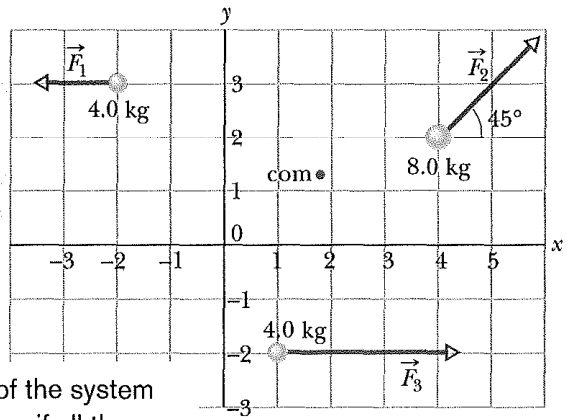 y
F₁
4.0 kg
3
F₂
45°
2
8.0 kg
com
1
0
x
−3 −2 −1
1 2 3 4 5
−1
4.0 kg
−2
F₃
−3
of the system
if all the